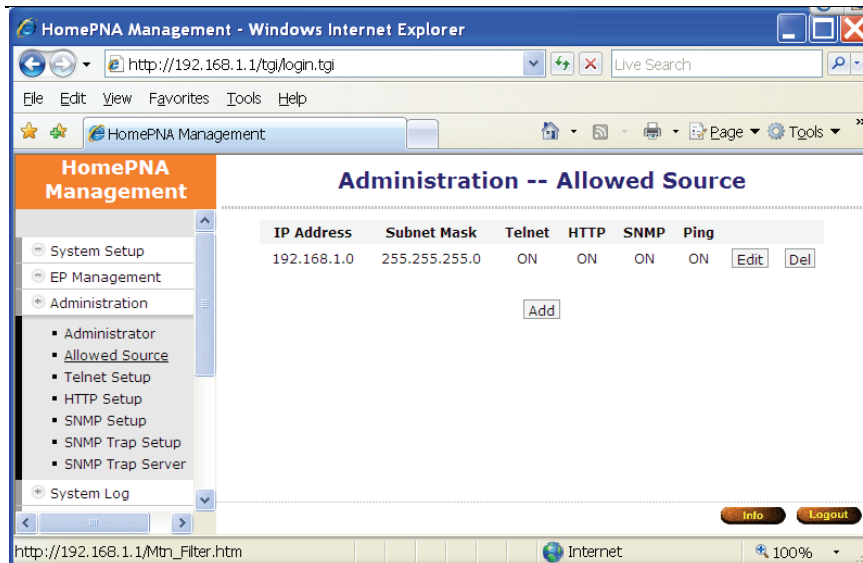 HomePNA Management - Windows Internet Explorer
http://192.168.1.1/tgi/login.tgi
Live Search
File Edit View Favorites Tools Help
HomePNA Management
Page Tools »
HomePNA
Management
System Setup
EP Management
Administration
Administrator
Allowed Source
Telnet Setup
HTTP Setup
SNMP Setup
SNMP Trap Setup
SNMP Trap Server
System Log
Administration -- Allowed Source
IP Address Subnet Mask Telnet HTTP SNMP Ping
192.168.1.0 255.255.255.0 ON ON ON ON Edit Del
Add
Info Logout
http://192.168.1.1/Mtn_Filter.htm Internet 100%